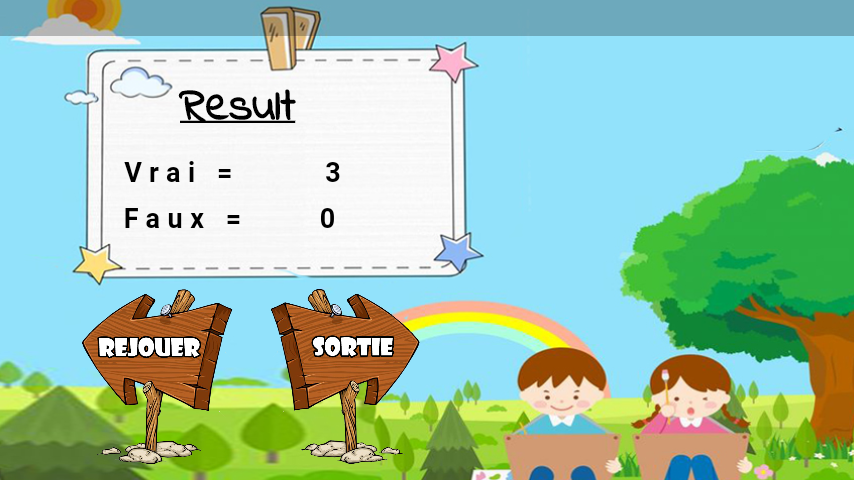 Result
Vrai = 3
Faux = 0
REJOUER
SORTIE